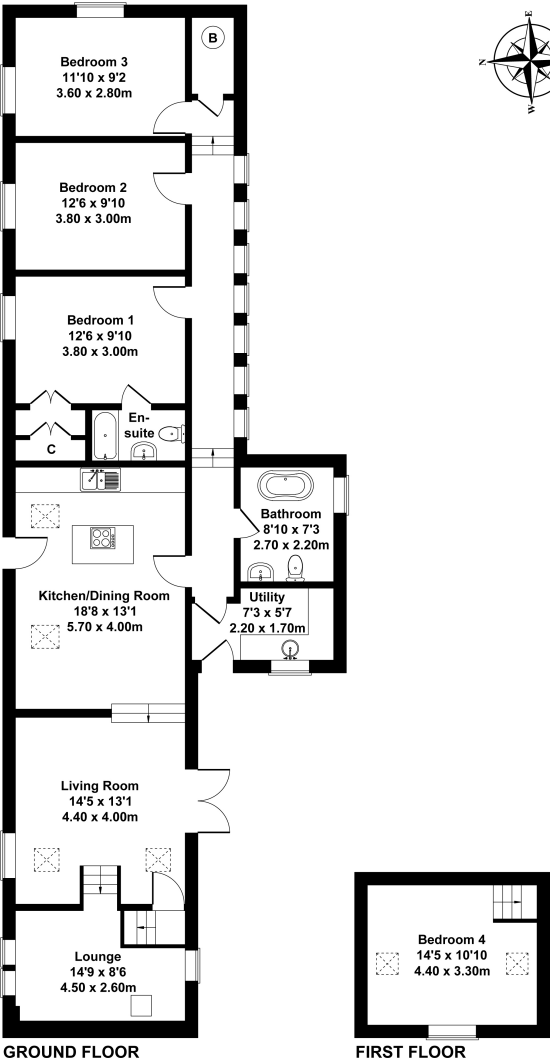 B
E
N
W
Bedroom 3
11'10 x 9'2
3.60 x 2.80m
Bedroom 2
12'6 x 9'10
3.80 x 3.00m
Bedroom 1
12'6 x 9'10
3.80 x 3.00m
En-
suite
C
Bathroom
8'10 x 7'3
2.70 x 2.20m
Kitchen/Dining Room
18'8 x 13'1
5.70 x 4.00m
Utility
7'3 x 5'7
2.20 x 1.70m
Living Room
14'5 x 13'1
4.40 x 4.00m
Lounge
14'9 x 8'6
4.50 x 2.60m
Bedroom 4
14'5 x 10'10
4.40 x 3.30m
GROUND FLOOR
FIRST FLOOR